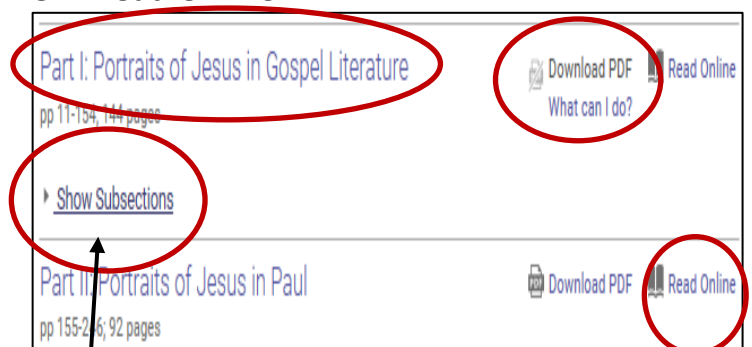 Part I: Portraits of Jesus in Gospel Literature
Download PDF
Read Online
What can I do?
pp 11-154; 144 pages
Show Subsections
Part II: Portraits of Jesus in Paul
Download PDF
Read Online
pp 155-246; 92 pages